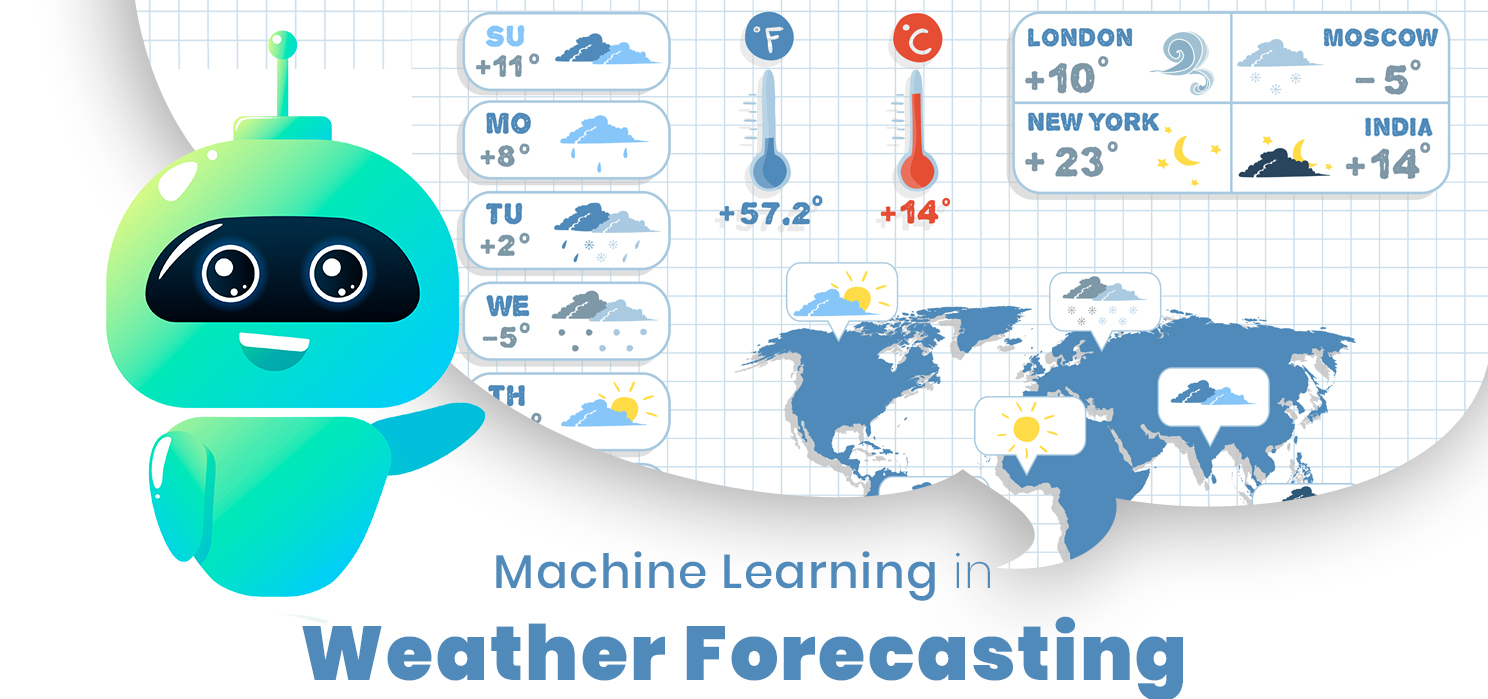 SU
+11°
MO
+8°
TU
+2°
WE
-5°
TH
°F
+57.2°
°C
+14°
LONDON
+10°
MOSCOW
-5°
NEW YORK
+23°
INDIA
+14°
Machine Learning in
Weather Forecasting